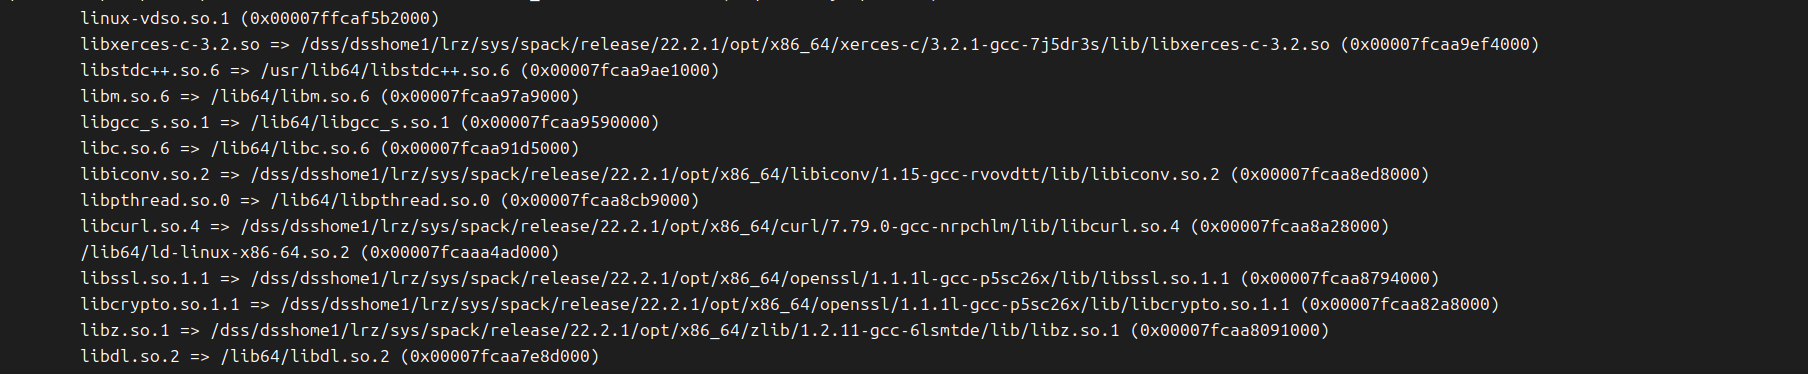 linux-vdso.so.1 (0x00007ffcaf5b2000)
libxerces-c-3.2.so => /dss/dsshome1/lrz/sys/spack/release/22.2.1/opt/x86_64/xerces-c/3.2.1-gcc-7j5dr3s/lib/libxerces-c-3.2.so (0x00007fcaa9ef4000)
libstdc++.so.6 => /usr/lib64/libstdc++.so.6 (0x00007fcaa9ae1000)
libm.so.6 => /lib64/libm.so.6 (0x00007fcaa97a9000)
libgcc_s.so.1 => /lib64/libgcc_s.so.1 (0x00007fcaa9590000)
libc.so.6 => /lib64/libc.so.6 (0x00007fcaa91d5000)
libiconv.so.2 => /dss/dsshome1/lrz/sys/spack/release/22.2.1/opt/x86_64/libiconv/1.15-gcc-rvovdtt/lib/libiconv.so.2 (0x00007fcaa8ed8000)
libpthread.so.0 => /lib64/libpthread.so.0 (0x00007fcaa8cb9000)
libcurl.so.4 => /dss/dsshome1/lrz/sys/spack/release/22.2.1/opt/x86_64/curl/7.79.0-gcc-nrpchlm/lib/libcurl.so.4 (0x00007fcaa8a28000)
/lib64/ld-linux-x86-64.so.2 (0x00007fcaaa4ad000)
libssl.so.1.1 => /dss/dsshome1/lrz/sys/spack/release/22.2.1/opt/x86_64/openssl/1.1.1l-gcc-p5sc26x/lib/libssl.so.1.1 (0x00007fcaa8794000)
libcrypto.so.1.1 => /dss/dsshome1/lrz/sys/spack/release/22.2.1/opt/x86_64/openssl/1.1.1l-gcc-p5sc26x/lib/libcrypto.so.1.1 (0x00007fcaa82a8000)
libz.so.1 => /dss/dsshome1/lrz/sys/spack/release/22.2.1/opt/x86_64/zlib/1.2.11-gcc-6lsmtde/lib/libz.so.1 (0x00007fcaa8091000)
libdl.so.2 => /lib64/libdl.so.2 (0x00007fcaa7e8d000)